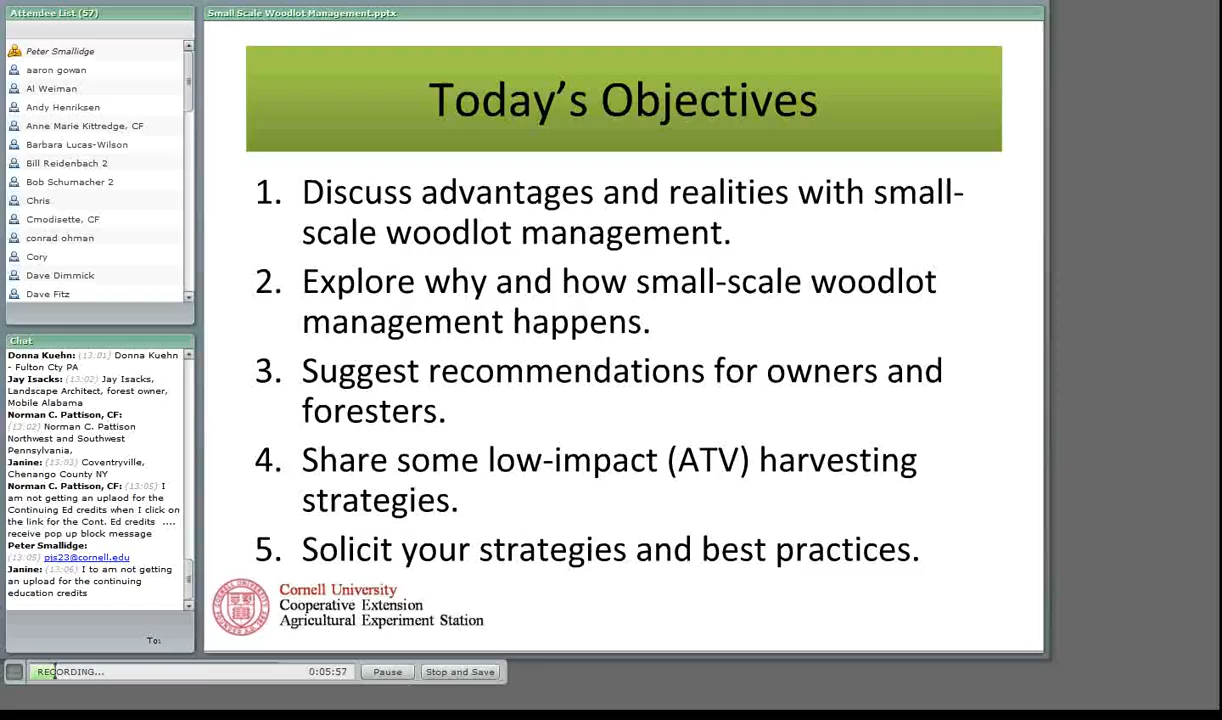 Attendee List (57)
Peter Smallidge
aaron gowan
Al Weiman
Andy Henriksen
Anne Marie Kittredge, CF
Barbara Lucas-Wilson
Bill Reidenbach 2
Bob Schumacher 2
Chris
Cmodisette, CF
conrad ohman
Cory
Dave Dimmick
Dave Fitz
Chat
Donna Kuehn: (13:01) Donna Kuehn
- Fulton Cty PA
Jay Isacks: (13:02) Jay Isacks,
Landscape Architect, forest owner,
Mobile Alabama
Norman C. Pattison, CF:
(13:02) Norman C. Pattison
Northwest and Southwest
Pennsylvania,
Janine: (13:03) Coventryville,
Chenango County NY
Norman C. Pattison, CF: (13:05) I
am not getting an uplaod for the
Continuing Ed credits when I click on
the link for the Cont. Ed credits ....
receive pop up block message
Peter Smallidge:
(13:05) pjs23@cornell.edu
Janine: (13:06) I to am not getting
an upload for the continuing
education credits
To:
Small Scale Woodlot Management.pptx
Today's Objectives
1. Discuss advantages and realities with small-
scale woodlot management.
2. Explore why and how small-scale woodlot
management happens.
3. Suggest recommendations for owners and
foresters.
4. Share some low-impact (ATV) harvesting
strategies.
5. Solicit your strategies and best practices.
Cornell University
Cooperative Extension
Agricultural Experiment Station
RECORDING...
0:05:57
Pause
Stop and Save